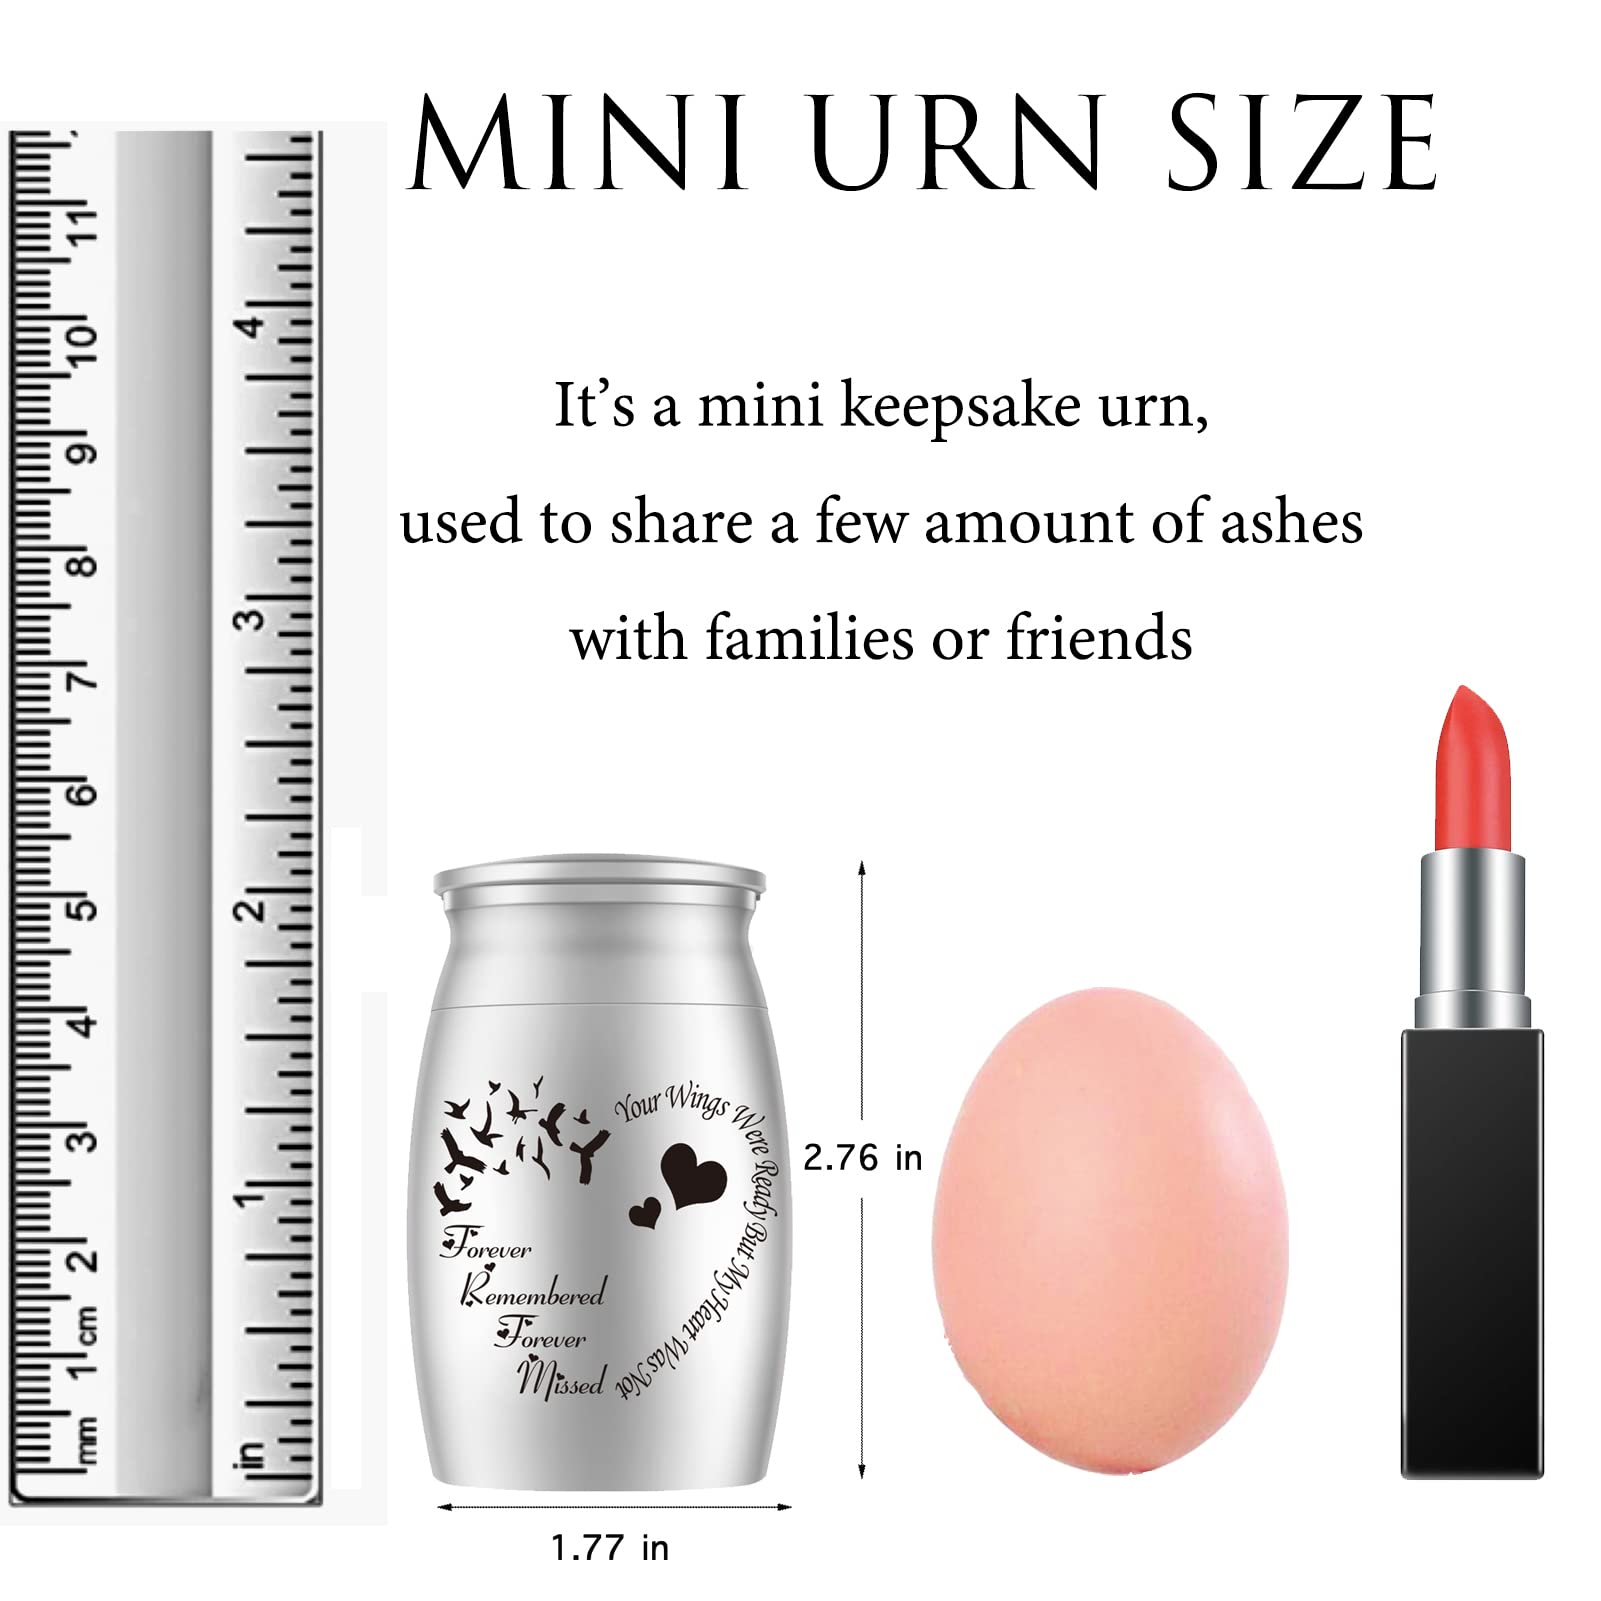 MINI URN SIZE
It's a mini keepsake urn,
used to share a few amount of ashes
with families or friends
11
10
9
8
7
6
5
4
3
2
1cm
mm
4
3
2
1
in
Your Wings Were Ready But My Heart Was Not
Forever
Remembered
Forever
Missed
2.76 in
1.77 in